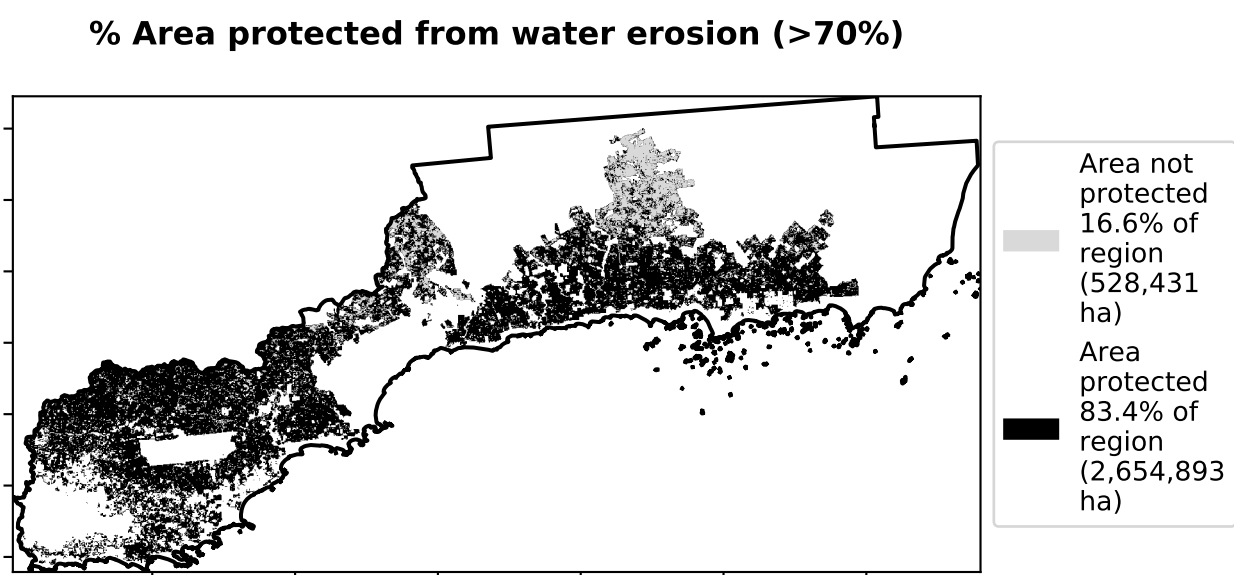 % Area protected from water erosion (>70%)
Area not
protected
16.6% of
region
(528,431
ha)
Area
protected
83.4% of
region
(2,654,893
ha)